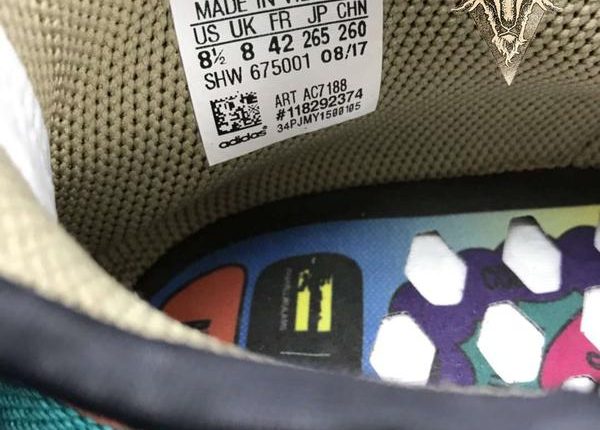 MADE IN
US UK FR JP CHN
8½ 8 42 265 260
SHW 675001 08/17
ART AC7188
#118292374
34PJMY1500105
adidas